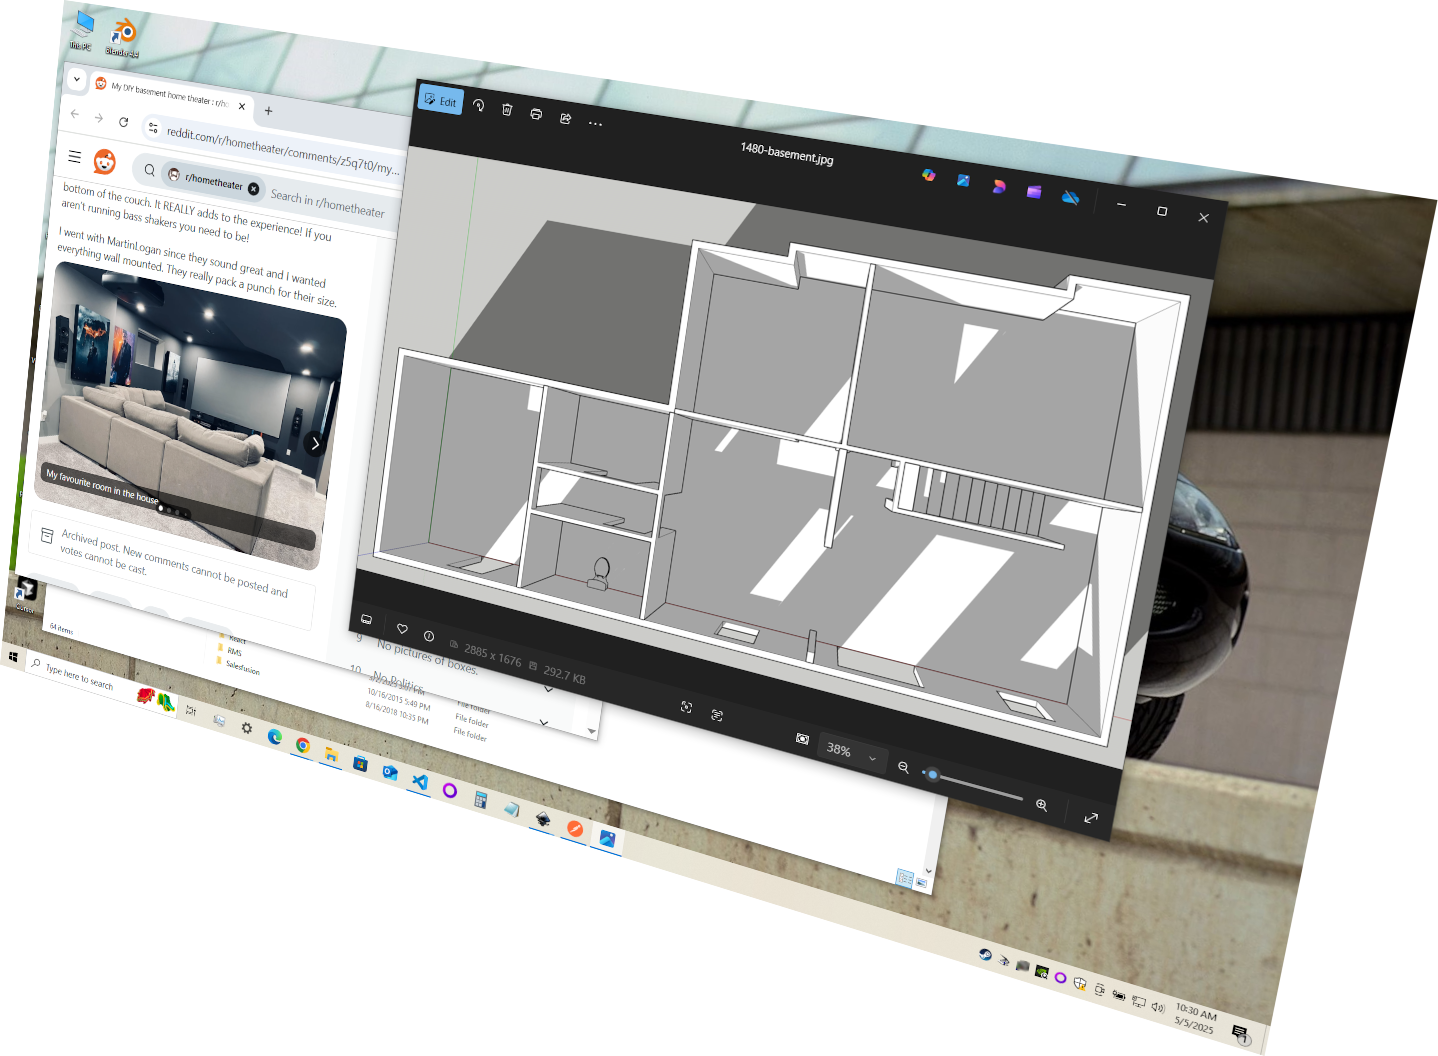 This PC
Blender 4.4
My DIY basement home theater : r/ho
reddit.com/r/hometheater/comments/z5q7t0/my...
r/hometheater
Search in r/hometheater
bottom of the couch. It REALLY adds to the experience! If you
aren't running bass shakers you need to be!
I went with MartinLogan since they sound great and I wanted
everything wall mounted. They really pack a punch for their size.
My favourite room in the house
Archived post. New comments cannot be posted and
votes cannot be cast.
Edit
1480-basement.jpg
2885 x 1676
292.7 KB
38%
Cursor
64 items
React
RMS
Salesfusion
9 No pictures of boxes.
10 No Politics
10/16/2015 5:49 PM
8/16/2018 10:35 PM
File folder
File folder
File folder
Type here to search
10:30 AM
5/5/2025